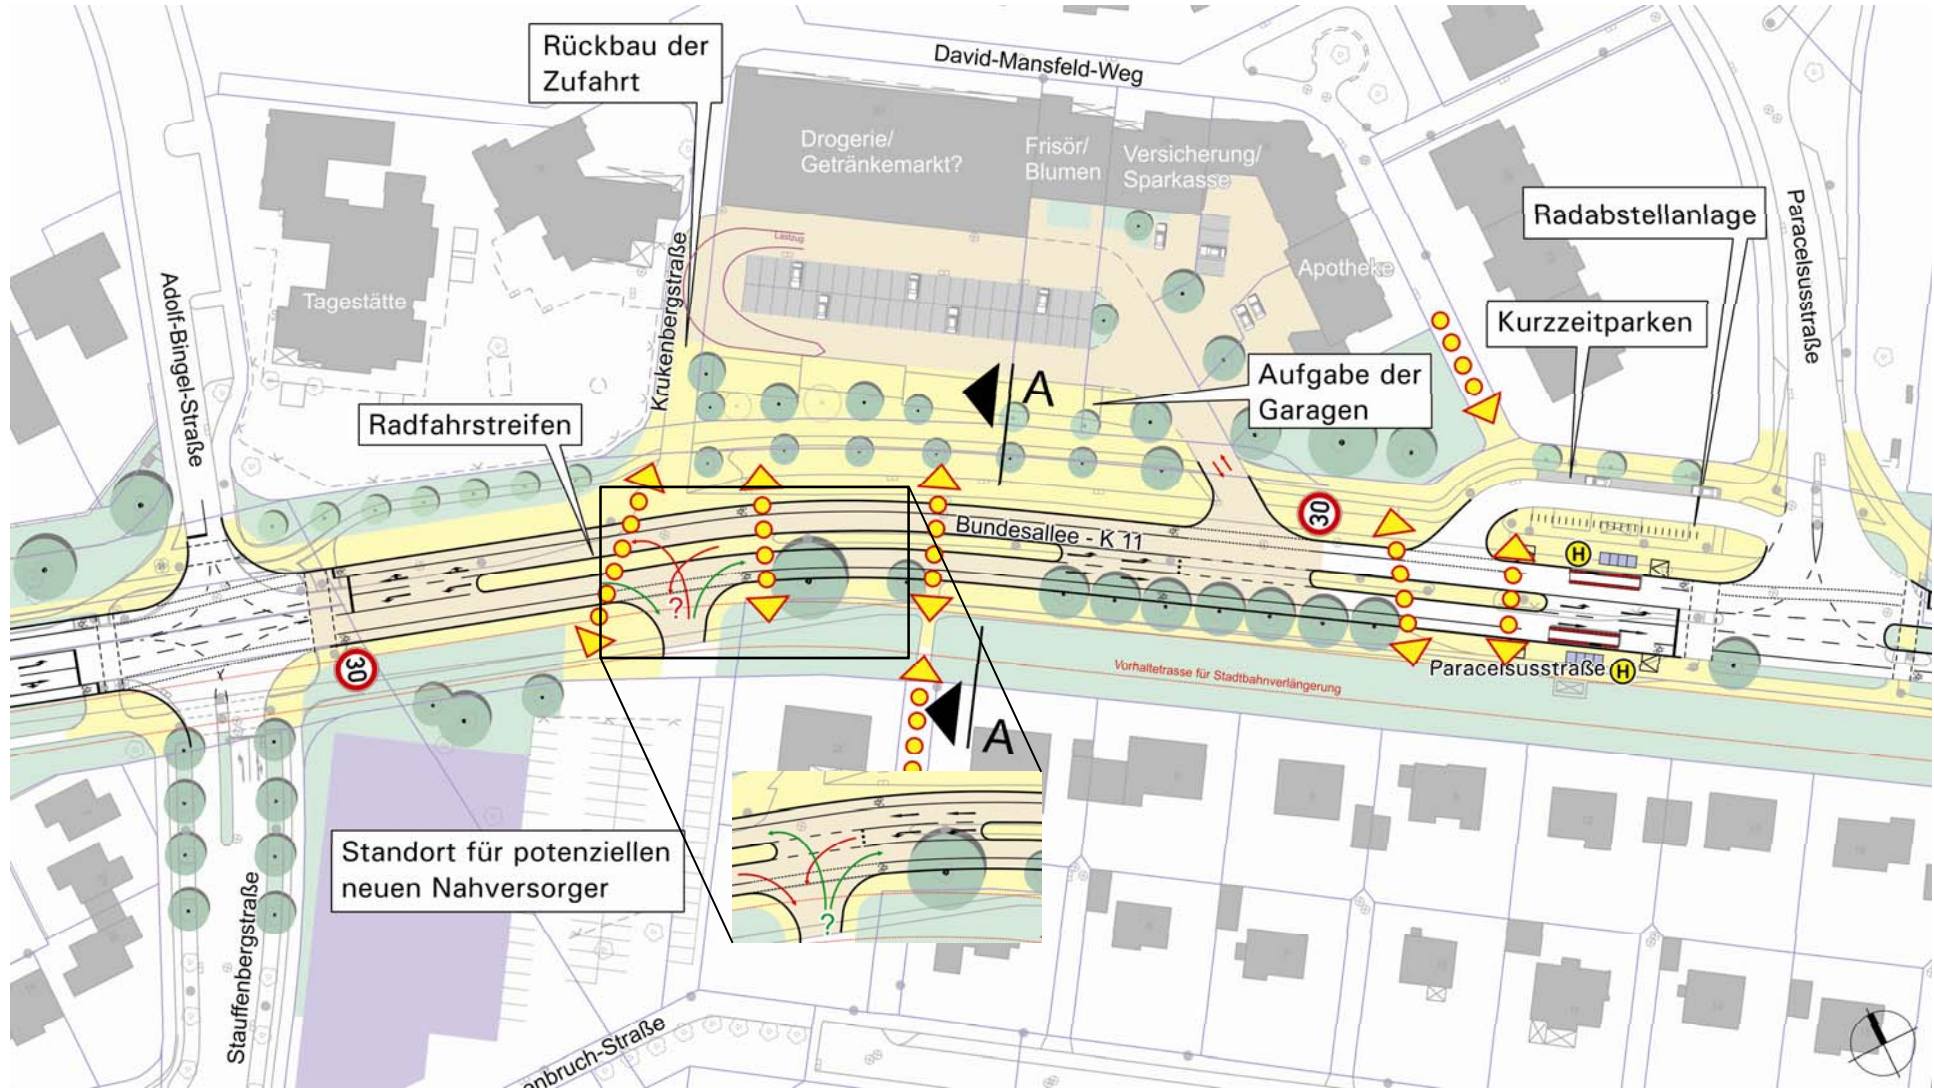 Rückbau der
Zufahrt
David-Mansfeld-Weg
Drogerie/
Getränkemarkt?
Frisör/
Blumen
Versicherung/
Sparkasse
Radabstellanlage
Paracelsusstraße
Adolf-Bingel-Straße
Tagestätte
Krukenbergstraße
Lastzug
Apotheke
Kurzzeitparken
Radfahrstreifen
A
Aufgabe der
Garagen
30
Bundesallee - K 11
H
?
30
Vorhaltetrasse für Stadtbahnverlängerung
Paracelsusstraße
H
A
Standort für potenziellen
neuen Nahversorger
?
Stauffenbergstraße
enbruch-Straße